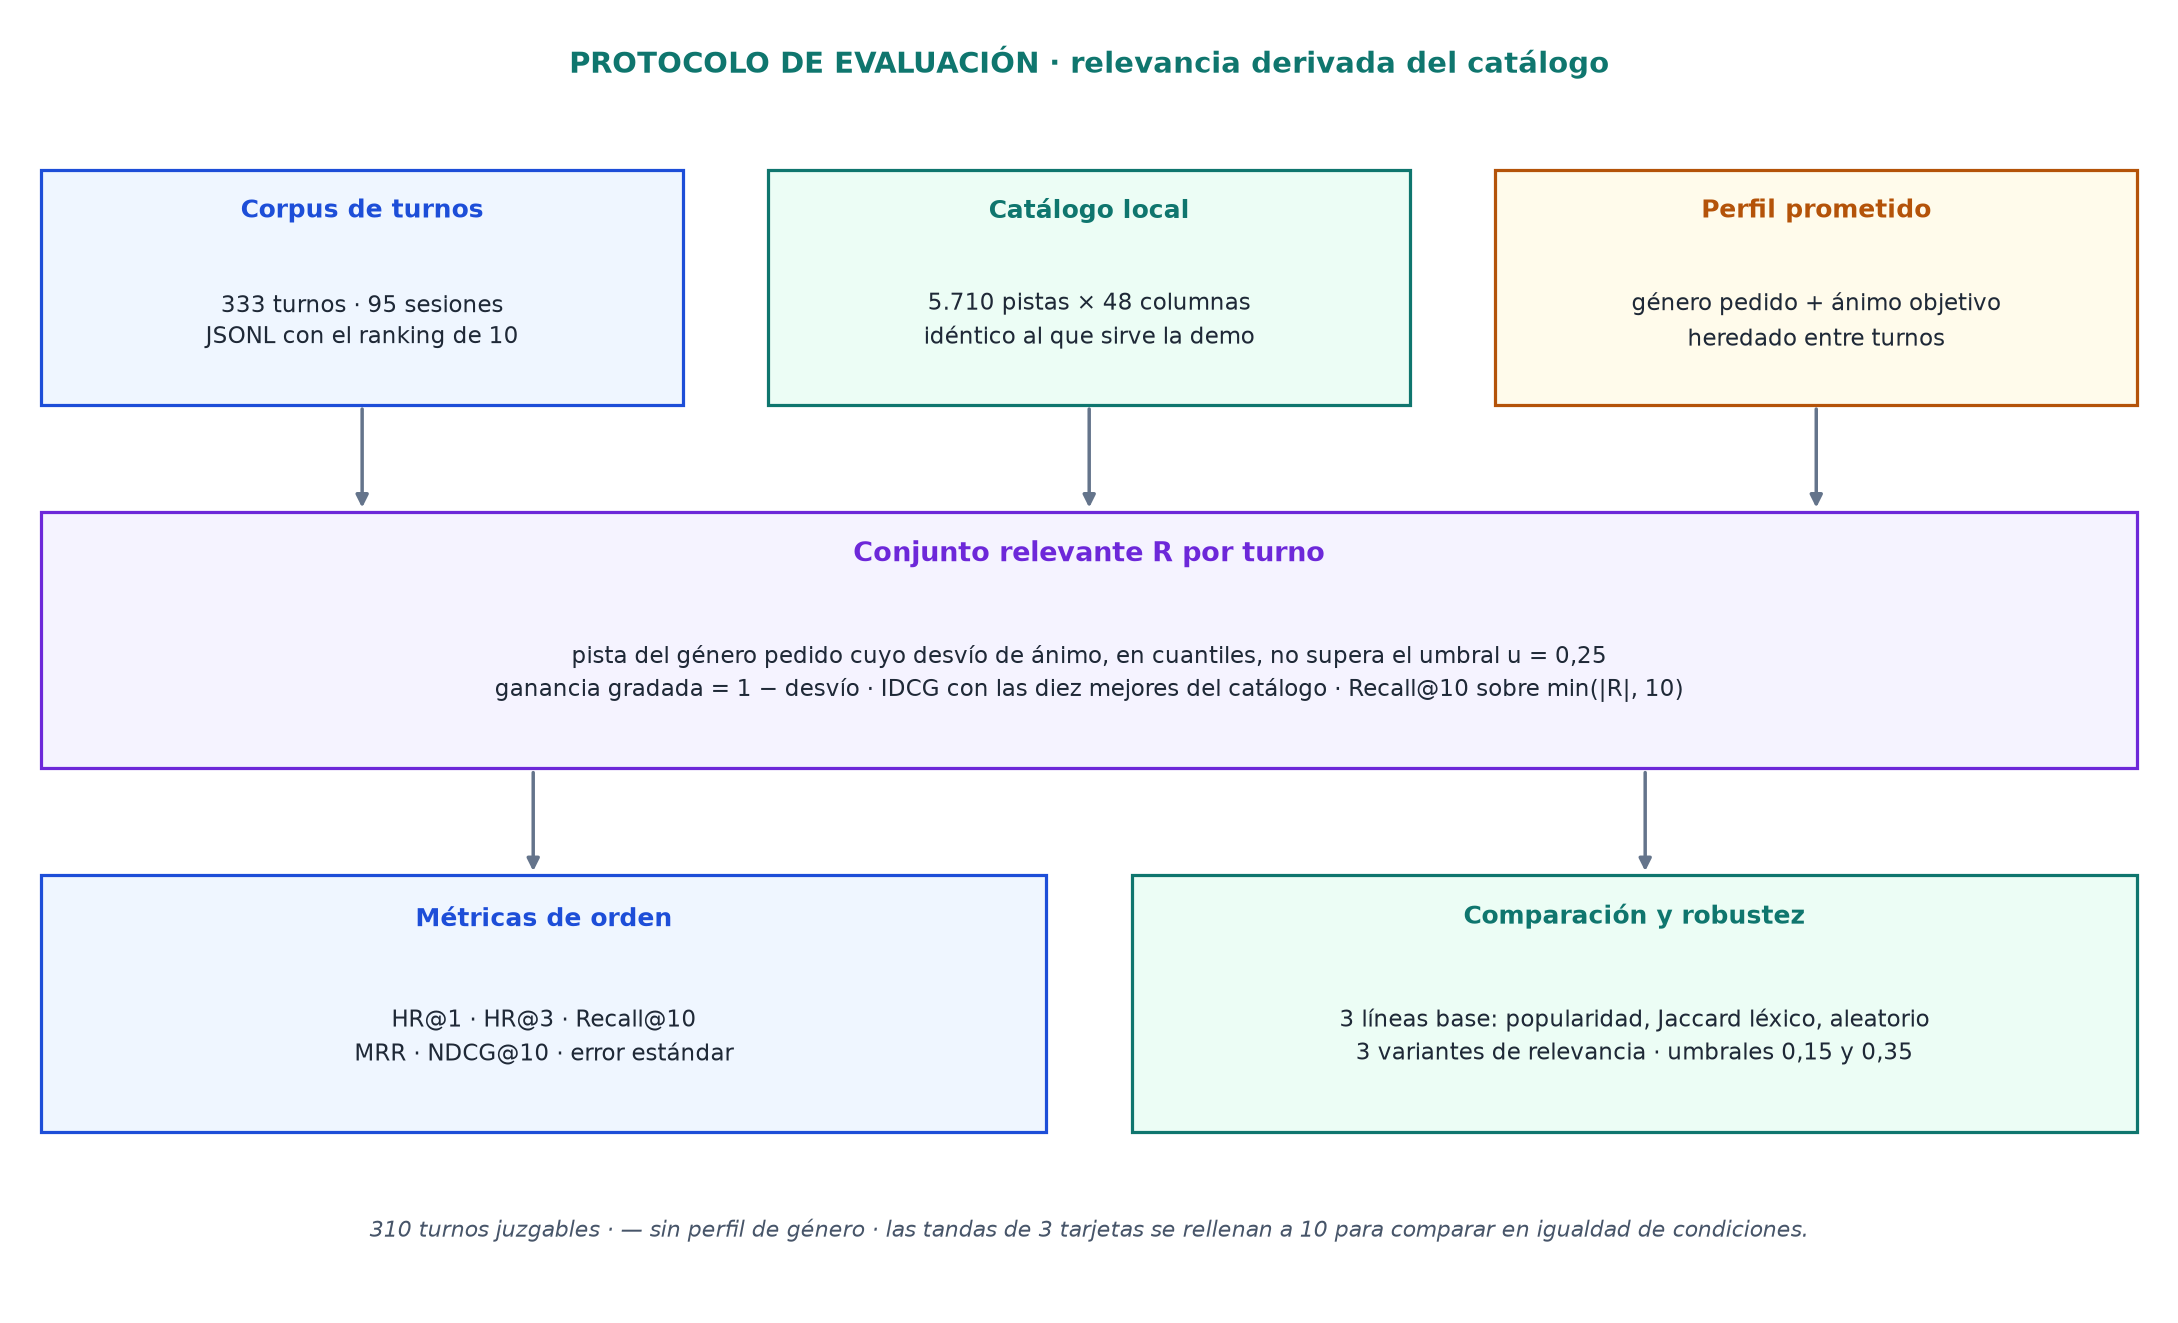 PROTOCOLO DE EVALUACIÓN · relevancia derivada del catálogo
Corpus de turnos
333 turnos · 95 sesiones
JSONL con el ranking de 10
Catálogo local
5.710 pistas × 48 columnas
idéntico al que sirve la demo
Perfil prometido
género pedido + ánimo objetivo
heredado entre turnos
Conjunto relevante R por turno
pista del género pedido cuyo desvío de ánimo, en cuantiles, no supera el umbral u = 0,25
ganancia gradada = 1 − desvío · IDCG con las diez mejores del catálogo · Recall@10 sobre min(|R|, 10)
Métricas de orden
HR@1 · HR@3 · Recall@10
MRR · NDCG@10 · error estándar
Comparación y robustez
3 líneas base: popularidad, Jaccard léxico, aleatorio
3 variantes de relevancia · umbrales 0,15 y 0,35
310 turnos juzgables · — sin perfil de género · las tandas de 3 tarjetas se rellenan a 10 para comparar en igualdad de condiciones.